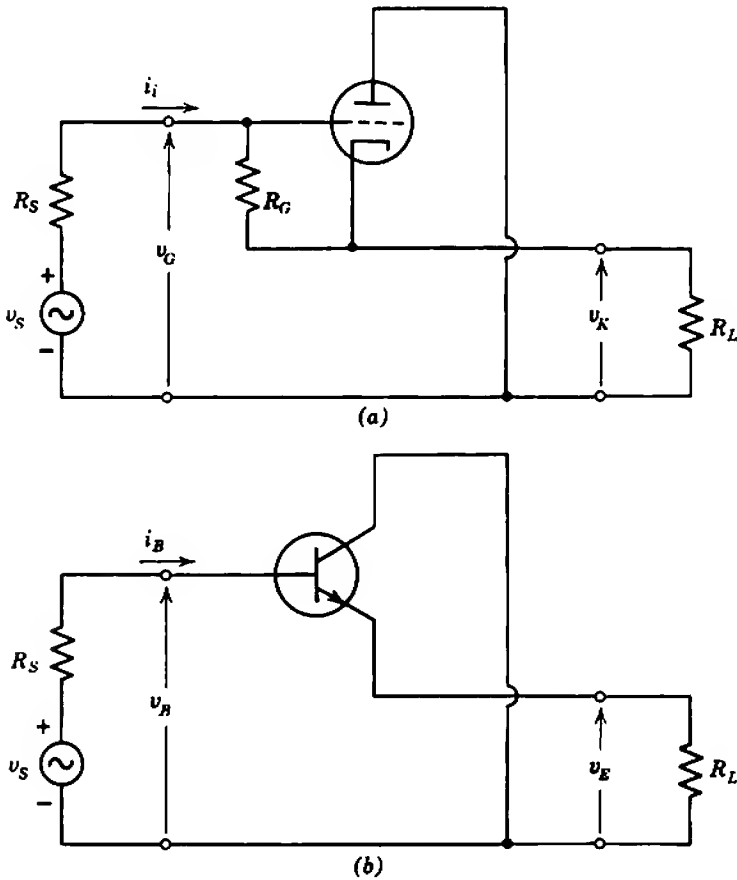 i_i
R_S
R_G
v_G
+
v_S
−
v_K
R_L
(a)
i_B
R_S
v_B
+
v_S
−
v_E
R_L
(b)